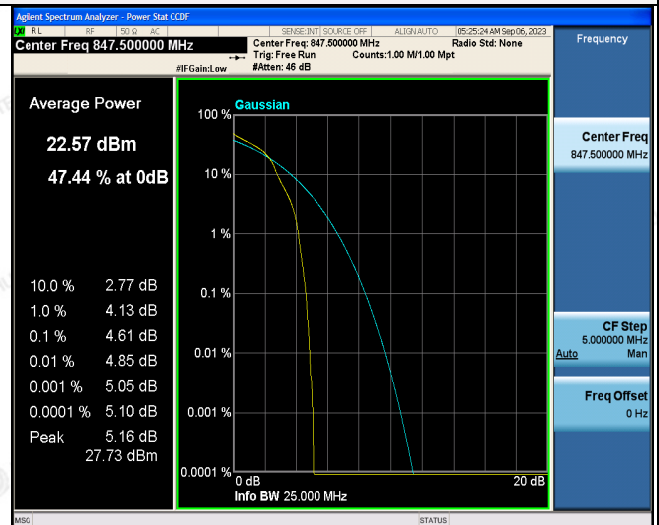 Agilent Spectrum Analyzer - Power Stat CCDF
RL RF 50 Ω AC SENSE:INT SOURCE OFF ALIGNAUTO 05:25:24 AM Sep 06, 2023
Center Freq 847.500000 MHz
Center Freq: 847.500000 MHz Radio Std: None
Trig: Free Run Counts:1.00 M/1.00 Mpt
#IFGain:Low #Atten: 46 dB
Frequency
Average Power
22.57 dBm
47.44 % at 0dB
10.0 % 2.77 dB
1.0 % 4.13 dB
0.1 % 4.61 dB
0.01 % 4.85 dB
0.001 % 5.05 dB
0.0001 % 5.10 dB
Peak 5.16 dB
27.73 dBm
Gaussian
100 %
10 %
1 %
0.1 %
0.01 %
0.001 %
0.0001 %
0 dB 20 dB
Info BW 25.000 MHz
Center Freq
847.500000 MHz
CF Step
5.000000 MHz
Auto Man
Freq Offset
0 Hz
MSG STATUS